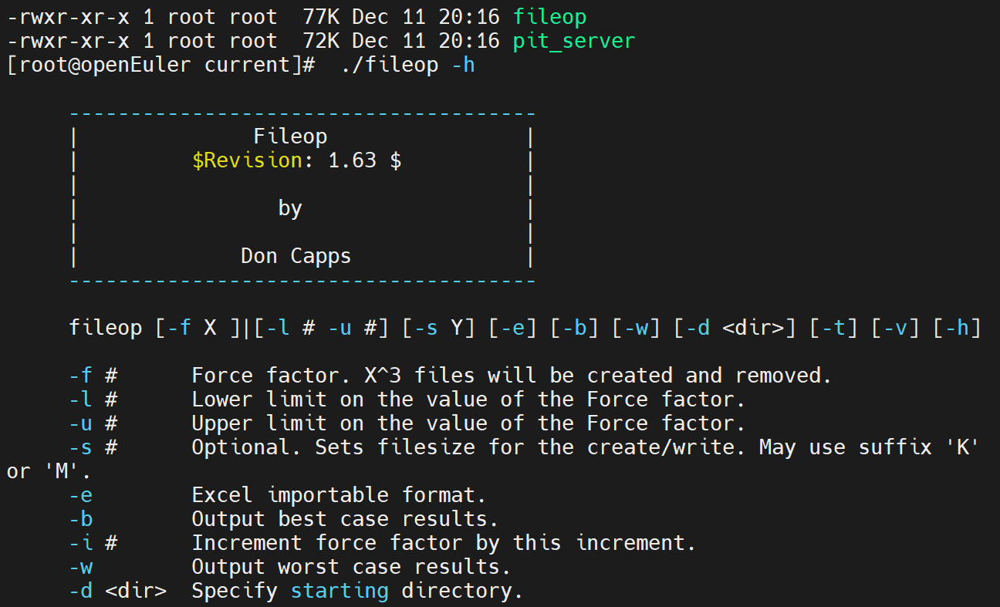 -rwxr-xr-x 1 root root  77K Dec 11 20:16 fileop
-rwxr-xr-x 1 root root  72K Dec 11 20:16 pit_server
[root@openEuler current]#  ./fileop -h

     --------------------------------------
     |              Fileop                |
     |         $Revision: 1.63 $          |
     |                                    |
     |                by                  |
     |                                    |
     |             Don Capps              |
     --------------------------------------

     fileop [-f X ]|[-l # -u #] [-s Y] [-e] [-b] [-w] [-d <dir>] [-t] [-v] [-h]

     -f #      Force factor. X^3 files will be created and removed.
     -l #      Lower limit on the value of the Force factor.
     -u #      Upper limit on the value of the Force factor.
     -s #      Optional. Sets filesize for the create/write. May use suffix 'K'
or 'M'.
     -e        Excel importable format.
     -b        Output best case results.
     -i #      Increment force factor by this increment.
     -w        Output worst case results.
     -d <dir>  Specify starting directory.